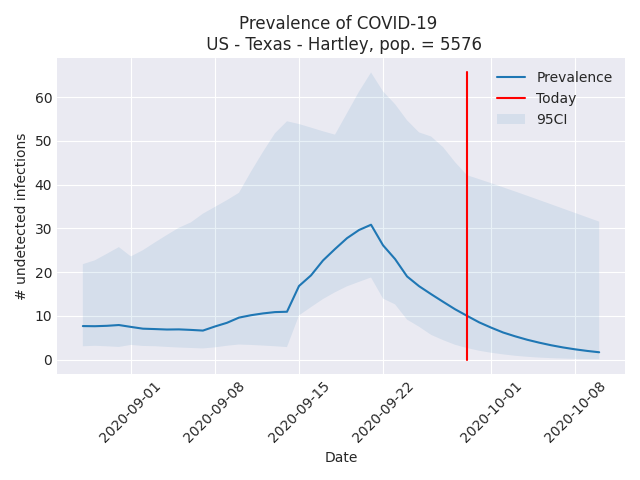 Prevalence of COVID-19
US - Texas - Hartley, pop. = 5576
Prevalence
Today
95CI
# undetected infections
60
50
40
30
20
10
0
2020-09-01
2020-09-08
2020-09-15
2020-09-22
2020-10-01
2020-10-08
Date